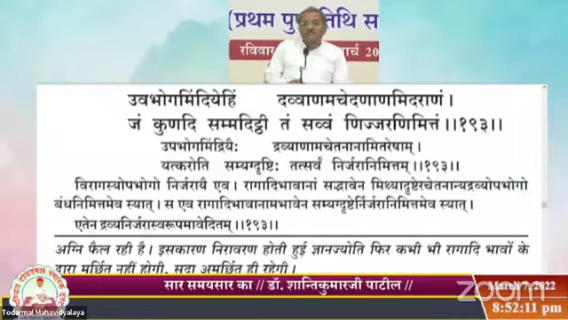 (प्रथम पु
तिथि स
रविवार
मार्च 20
उवभोगमिंदियेहिं दव्वाणमचेदणाणमिदराणं।
जं कुणदि सम्मदिट्ठी तं सव्वं णिज्जरणिमित्तं।।१९३।।
उपभोगमिंद्रियैः द्रव्याणामचेतनानामितरेषाम्।
यत्करोति सम्यग्दृष्टिः तत्सर्वं निर्जरानिमित्तम्।।१९३।।
विरागस्योपभोगो निर्जरायै एव। रागादिभावानां सद्भावेन मिथ्यादृष्टेरचेतनान्यद्रव्योपभोगो
बंधनिमित्तमेव स्यात्। स एव रागादिभावानामभावेन सम्यग्दृष्टेर्निर्जरानिमित्तमेव स्यात्।
एतेन द्रव्यनिर्जरास्वरूपमावेदितम्।।१९३।।
अग्नि फैल रही है। इसकारण निरावरण होती हुई ज्ञानज्योति फिर कभी भी रागादि भावों के
द्वारा मूर्छित नहीं होगी, सदा अमूर्छित ही रहेगी।
सार समयसार का // डॉ. शान्तिकुमारजी पाटील //
March 7, 2022
zoom
8:52:11 pm
Todarmal Mahavidyalaya